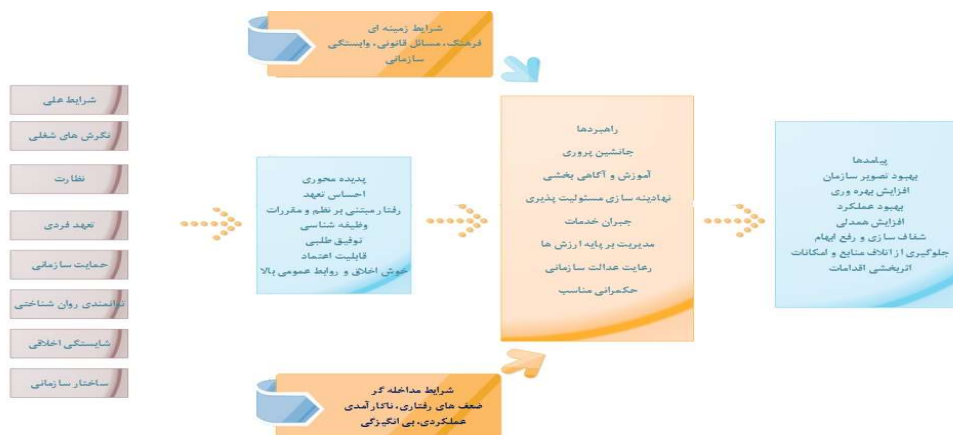 شرایط زمینه ای
فرهنگ، مسائل قانونی، وابستگی
سازمانی
شرایط علی
نگرش های شغلی
نظارت
تعهد فردی
حمایت سازمانی
توانمندی روان شناختی
شایستگی اخلاقی
ساختار سازمانی
پدیده محوری
احساس تعهد
رفتار مبتنی بر نظم و مقررات
وظیفه شناسی
توفیق طلبی
قابلیت اعتماد
خوش اخلاق و روابط عمومی بالا
راهبردها
جانشین پروری
آموزش و آگاهی بخشی
نهادینه سازی مسئولیت پذیری
جبران خدمات
مدیریت بر پایه ارزش ها
رعایت عدالت سازمانی
حکمرانی مناسب
پیامدها
بهبود تصویر سازمان
افزایش بهره وری
بهبود عملکرد
افزایش همدلی
شفاف سازی و رفع ابهام
جلوگیری از اتلاف منابع و امکانات
اثربخشی اقدامات
شرایط مداخله گر
ضعف های رفتاری، ناکارآمدی
عملکردی، بی انگیزگی